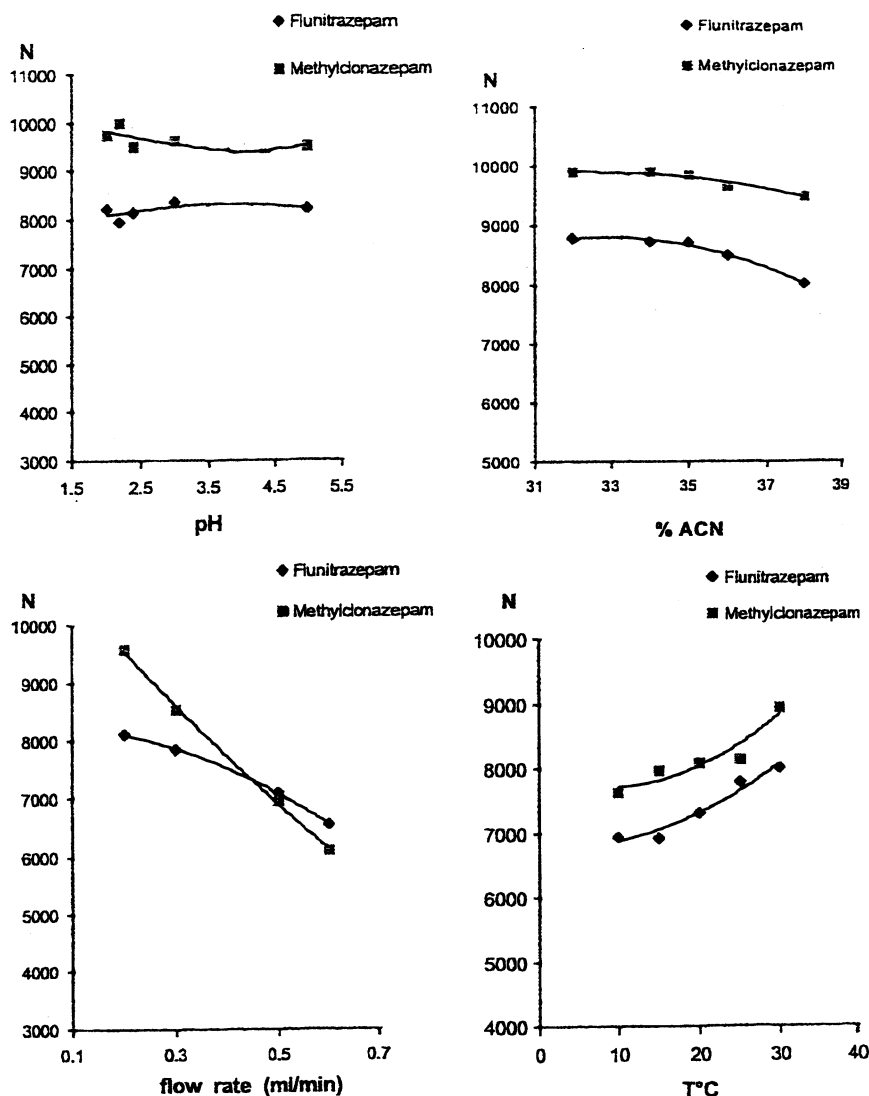 Flunitrazepam
N
Methylclonazepam
11000
10000
9000
8000
7000
6000
5000
4000
3000
1.5 2.5 3.5 4.5 5.5
pH
Flunitrazepam
Methylclonazepam
N
11000
10000
9000
8000
7000
6000
5000
31 33 35 37 39
% ACN
Flunitrazepam
N
Methylclonazepam
10000
9000
8000
7000
6000
5000
4000
3000
0.1 0.3 0.5 0.7
flow rate (ml/min)
Flunitrazepam
N
Methylclonazepam
10000
9000
8000
7000
6000
5000
4000
0 10 20 30 40
T°C